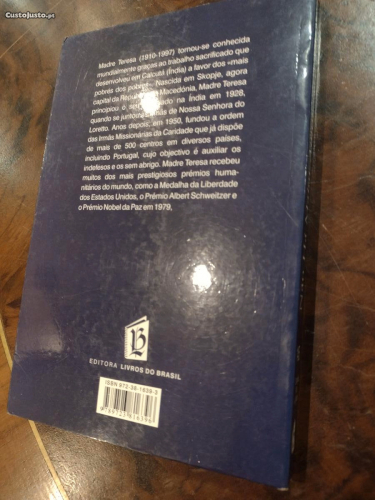 CustoJusto.pt
Madre Teresa (1910-1997) tornou-se conhecida
mundialmente graças ao trabalho sacrificado que
desenvolveu em Calcutá (Índia) a favor dos «mais
pobres dos pobres». Nascida em Skopje, agora
capital da República da Macedónia, Madre Teresa
principiou o seu na Índia em 1928,
quando se juntou às Irmãs de Nossa Senhora do
Loretto. Anos depois, em 1950, fundou a ordem
das Irmãs Missionárias da Caridade que já dispõe
de mais de 500 centros em diversos países,
incluindo Portugal, cujo objectivo é auxiliar os
indefesos e os sem abrigo. Madre Teresa recebeu
muitos dos mais prestigiosos prémios huma-
nitários do mundo, como a Medalha da Liberdade
dos Estados Unidos, o Prémio Albert Schweitzer e
o Prémio Nobel da Paz em 1979.
EDITORA LIVROS DO BRASIL
ISBN 972-38-1639-3